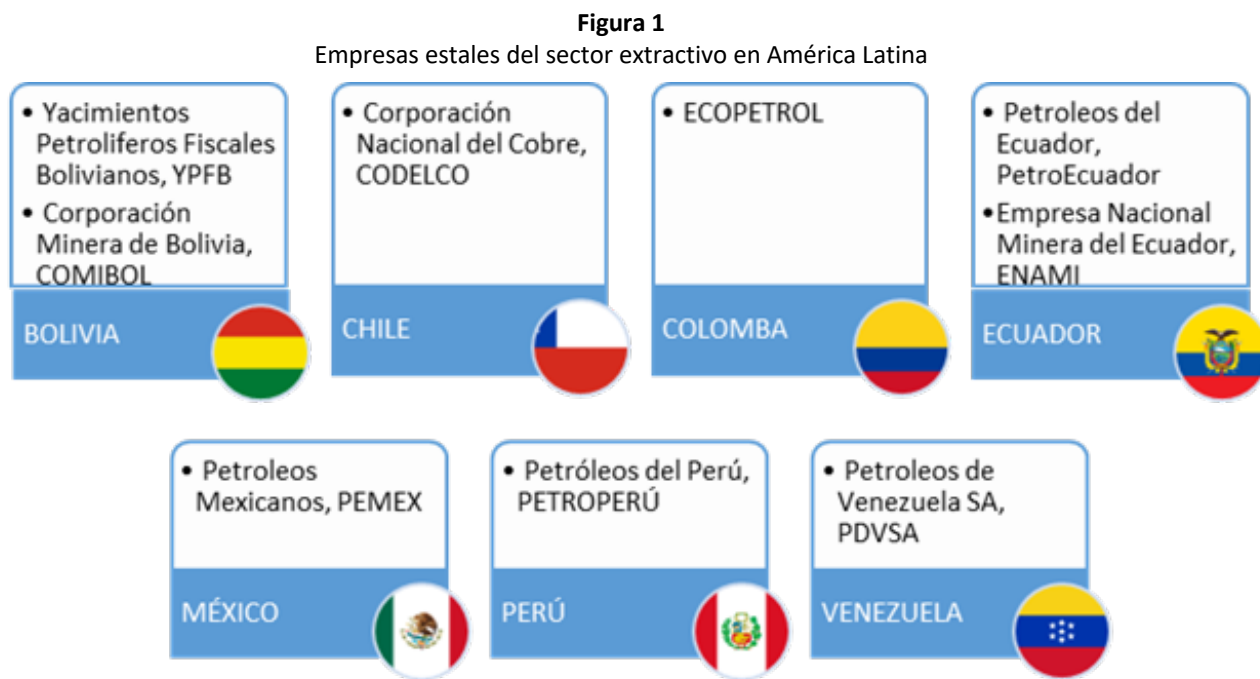 Figura 1
Empresas estales del sector extractivo en América Latina
• Yacimientos
Petroliferos Fiscales
Bolivianos, YPFB
• Corporación
Minera de Bolivia,
COMIBOL
BOLIVIA
• Corporación
Nacional del Cobre,
CODELCO
CHILE
• ECOPETROL
COLOMBA
• Petroleos del
Ecuador,
PetroEcuador
•Empresa Nacional
Minera del Ecuador,
ENAMI
ECUADOR
• Petroleos
Mexicanos, PEMEX
MÉXICO
• Petróleos del Perú,
PETROPERÚ
PERÚ
• Petroleos de
Venezuela SA,
PDVSA
VENEZUELA